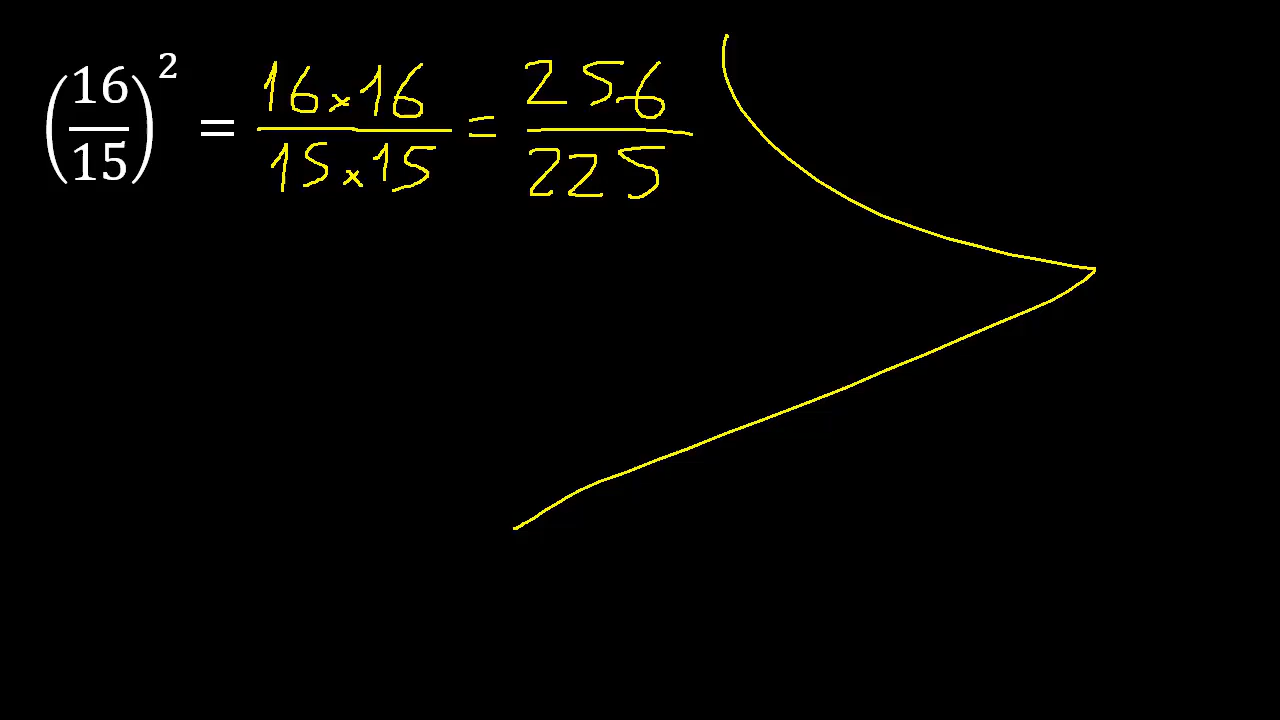 (16/15)² = 16×16/15×15 = 256/225